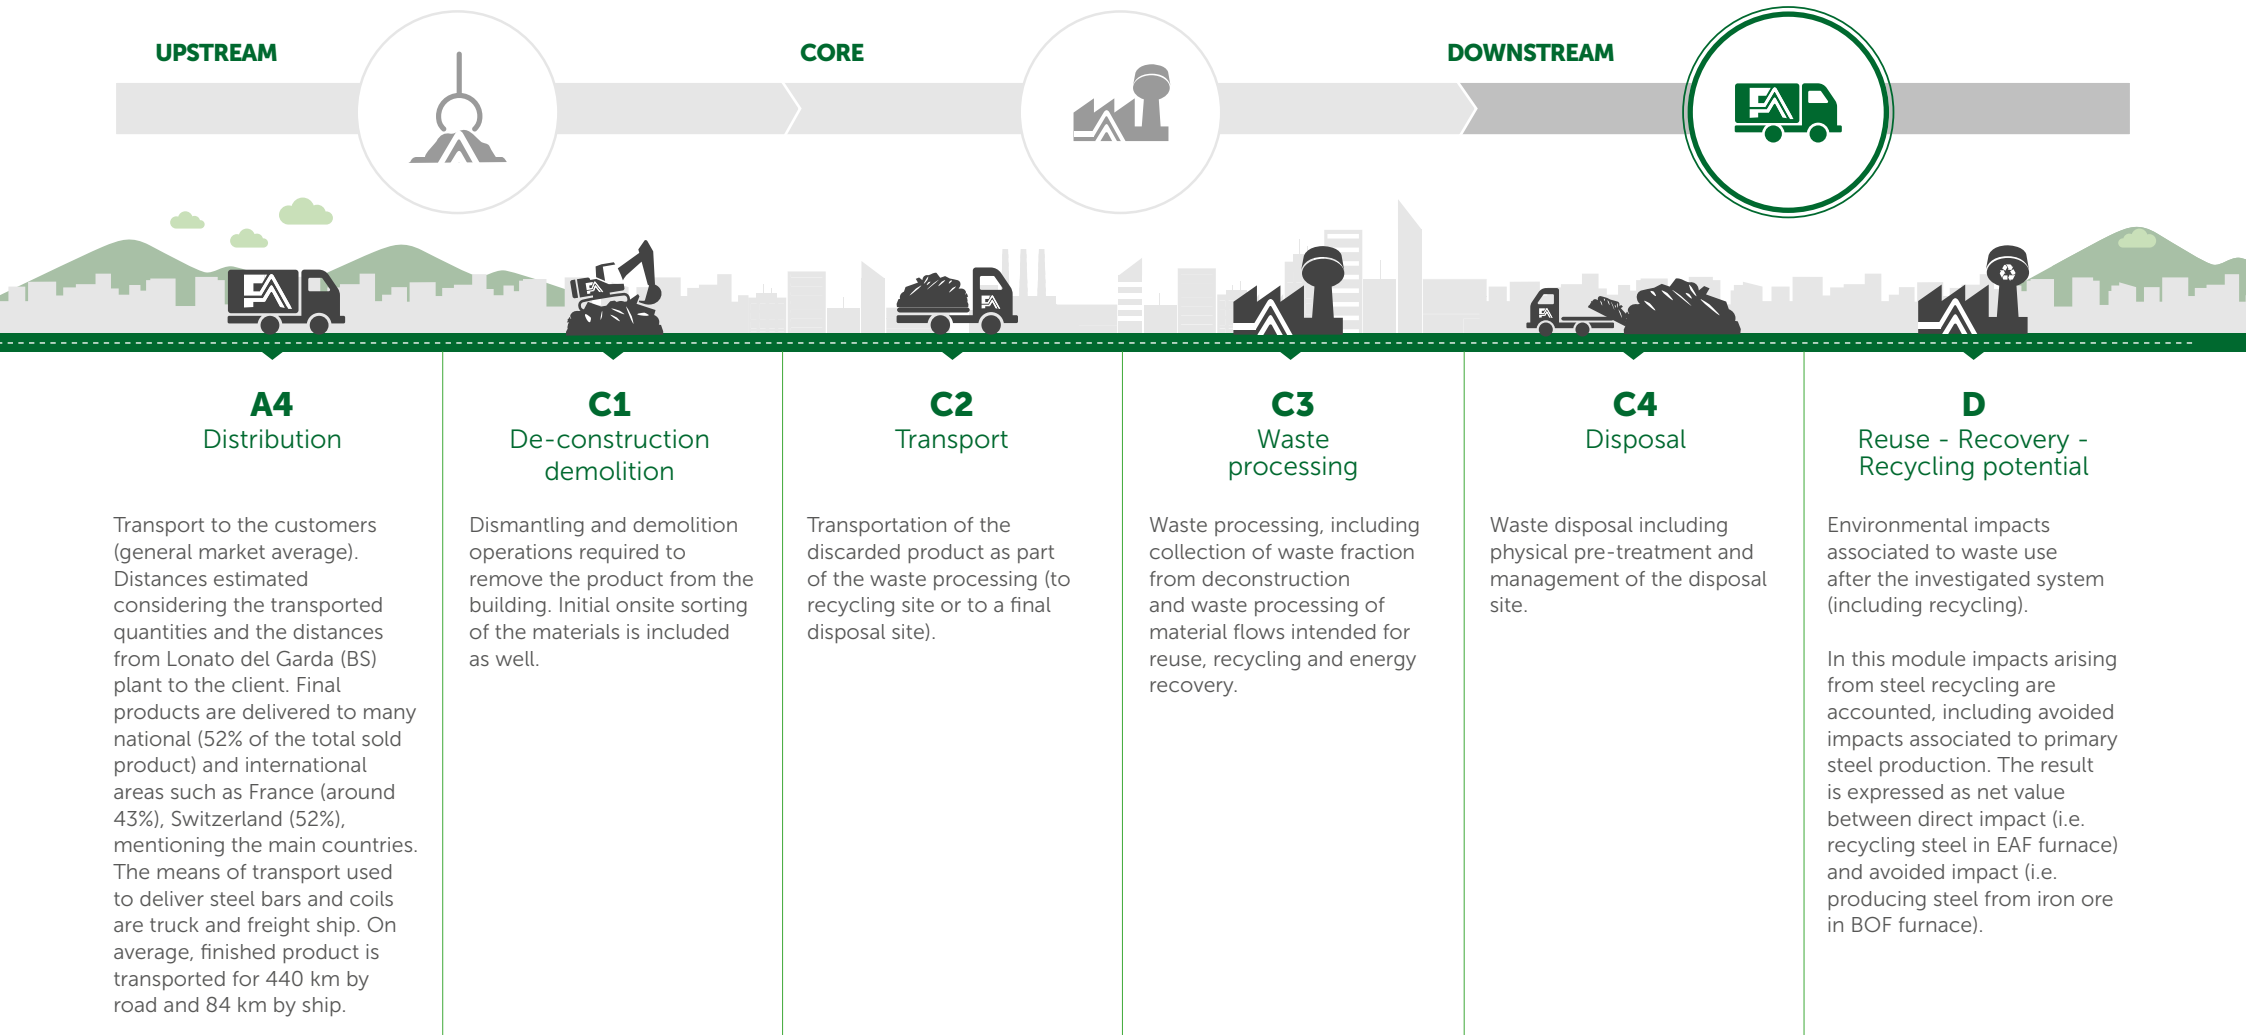 UPSTREAM
CORE
DOWNSTREAM
A4
Distribution
Transport to the customers
(general market average).
Distances estimated
considering the transported
quantities and the distances
from Lonato del Garda (BS)
plant to the client. Final
products are delivered to many
national (52% of the total sold
product) and international
areas such as France (around
43%), Switzerland (52%),
mentioning the main countries.
The means of transport used
to deliver steel bars and coils
are truck and freight ship. On
average, finished product is
transported for 440 km by
road and 84 km by ship.
C1
De-construction
demolition
Dismantling and demolition
operations required to
remove the product from the
building. Initial onsite sorting
of the materials is included
as well.
C2
Transport
Transportation of the
discarded product as part
of the waste processing (to
recycling site or to a final
disposal site).
C3
Waste
processing
Waste processing, including
collection of waste fraction
from deconstruction
and waste processing of
material flows intended for
reuse, recycling and energy
recovery.
C4
Disposal
Waste disposal including
physical pre-treatment and
management of the disposal
site.
D
Reuse - Recovery -
Recycling potential
Environmental impacts
associated to waste use
after the investigated system
(including recycling).
In this module impacts arising
from steel recycling are
accounted, including avoided
impacts associated to primary
steel production. The result
is expressed as net value
between direct impact (i.e.
recycling steel in EAF furnace)
and avoided impact (i.e.
producing steel from iron ore
in BOF furnace).